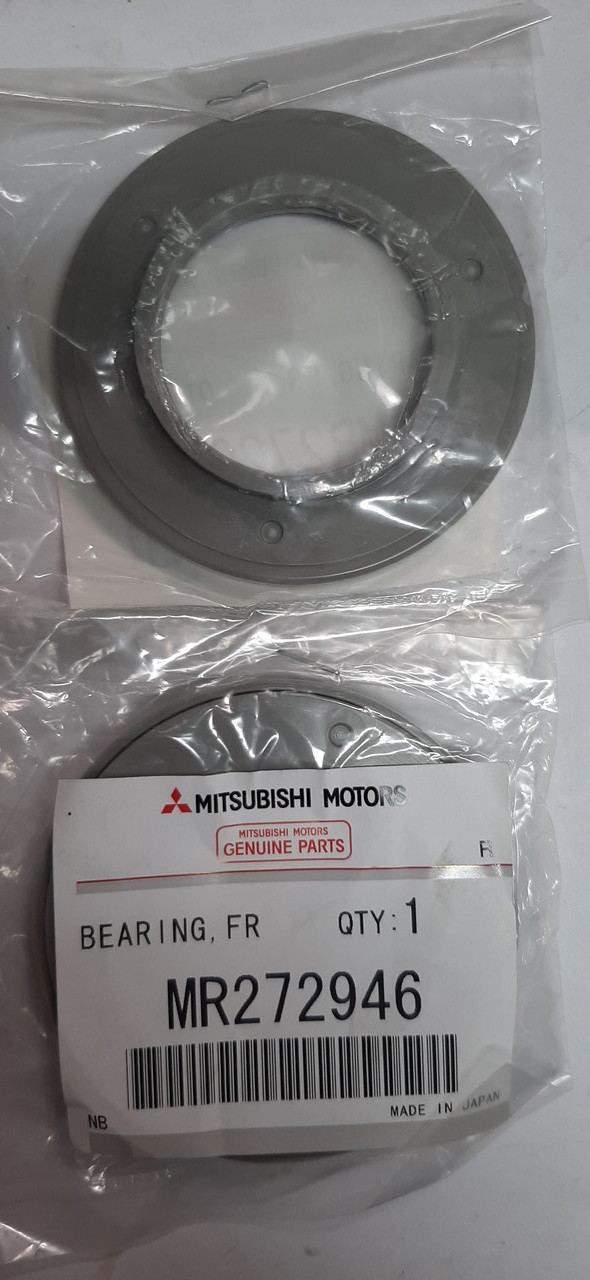 MITSUBISHI MOTORS
MITSUBISHI MOTORS
GENUINE PARTS
BEARING, FR QTY: 1
MR272946
NB MADE IN JAPAN